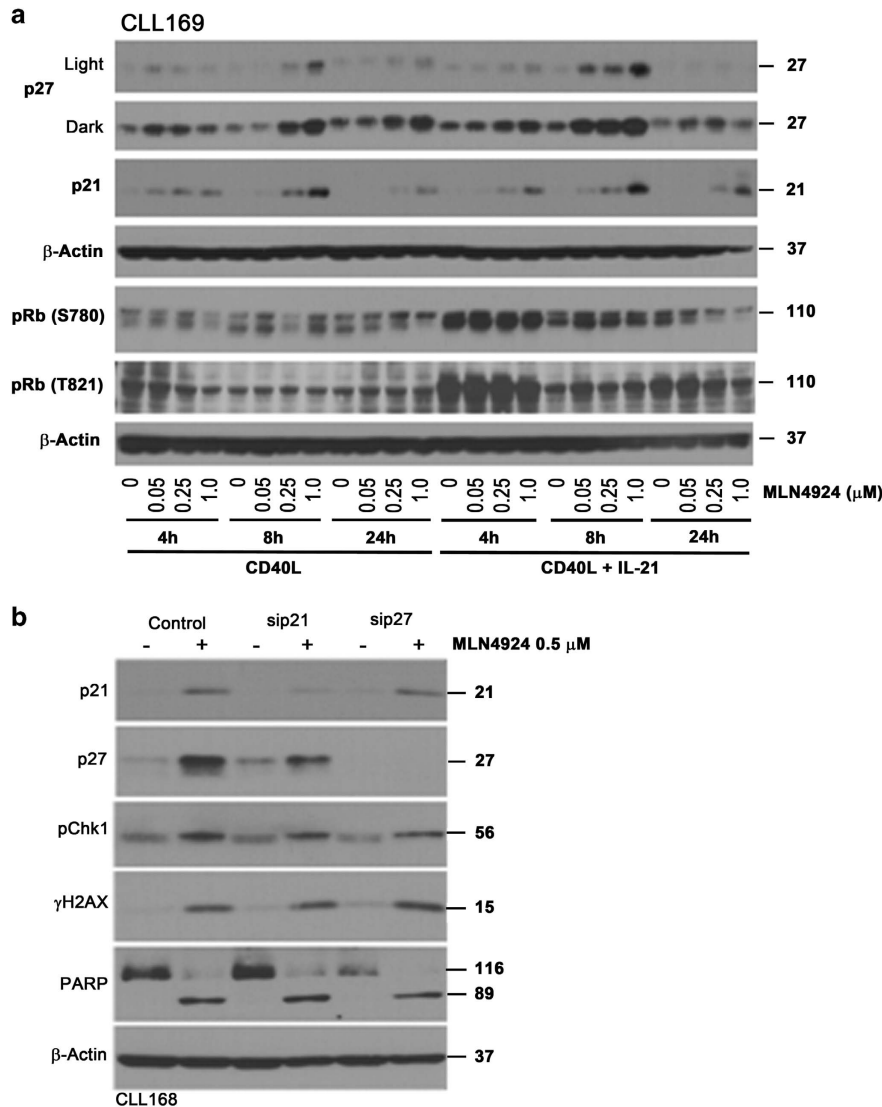 a
CLL169
Light
27
p27
Dark
27
p21
21
β-Actin
37
pRb (S780)
110
pRb (T821)
110
β-Actin
37
0 0.05 0.25 1.0 0 0.05 0.25 1.0 0 0.05 0.25 1.0 0 0.05 0.25 1.0 0 0.05 0.25 1.0 0 0.05 0.25 1.0 MLN4924 (μM)
4h 8h 24h 4h 8h 24h
CD40L CD40L + IL-21
b
Control sip21 sip27
- + - + - + MLN4924 0.5 μM
p21
21
p27
27
pChk1
56
γH2AX
15
116
PARP
89
β-Actin
37
CLL168